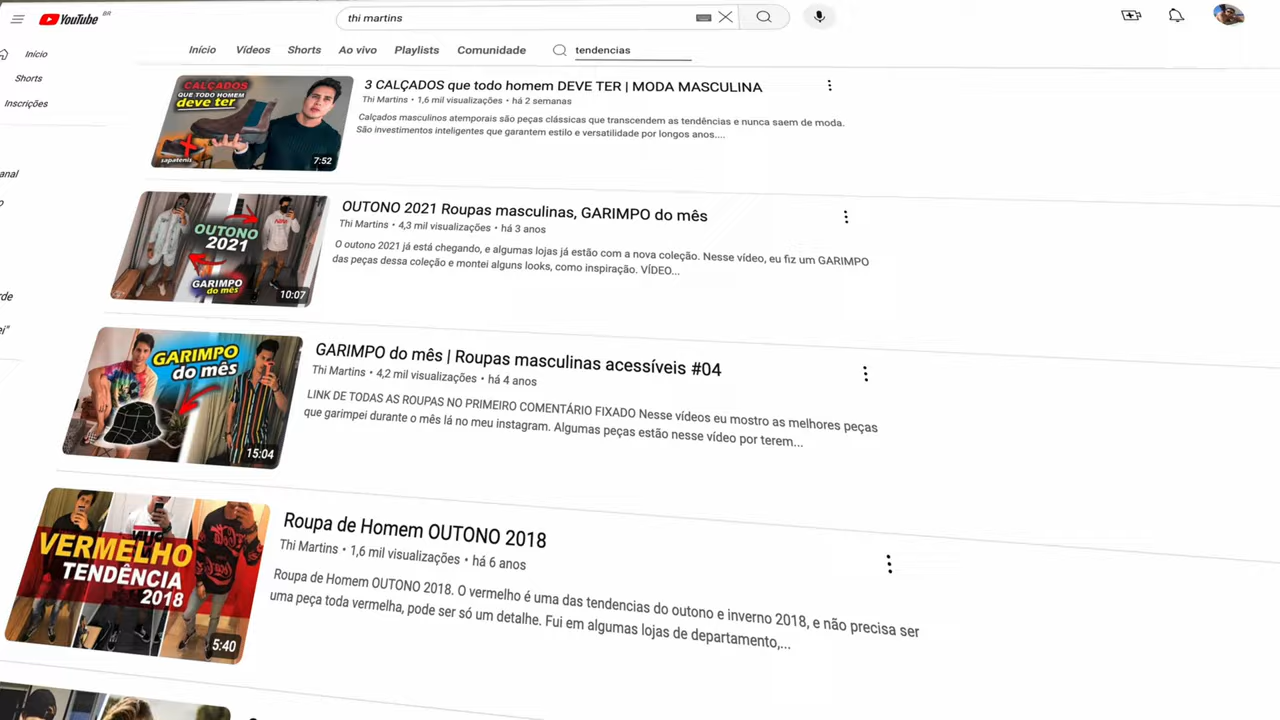 YouTube BR
thi martins
Início
Shorts
Inscrições
anal
o
rde
ei"
Início Vídeos Shorts Ao vivo Playlists Comunidade tendencias
CALÇADOS
QUE TODO HOMEM
deve ter
sapatenis
7:52
3 CALÇADOS que todo homem DEVE TER | MODA MASCULINA
Thi Martins • 1,6 mil visualizações • há 2 semanas
Calçados masculinos atemporais são peças clássicas que transcendem as tendências e nunca saem de moda.
São investimentos inteligentes que garantem estilo e versatilidade por longos anos....
OUTONO
2021
GARIMPO
do mês
10:07
OUTONO 2021 Roupas masculinas, GARIMPO do mês
Thi Martins • 4,3 mil visualizações • há 3 anos
O outono 2021 já está chegando, e algumas lojas já estão com a nova coleção. Nesse vídeo, eu fiz um GARIMPO
das peças dessa coleção e montei alguns looks, como inspiração. VÍDEO...
GARIMPO
do mês
15:04
GARIMPO do mês | Roupas masculinas acessíveis #04
Thi Martins • 4,2 mil visualizações • há 4 anos
LINK DE TODAS AS ROUPAS NO PRIMEIRO COMENTÁRIO FIXADO Nesse vídeos eu mostro as melhores peças
que garimpei durante o mês lá no meu instagram. Algumas peças estão nesse vídeo por terem...
VERMELHO
TENDÊNCIA
2018
5:40
Roupa de Homem OUTONO 2018
Thi Martins • 1,6 mil visualizações • há 6 anos
Roupa de Homem OUTONO 2018. O vermelho é uma das tendencias do outono e inverno 2018, e não precisa ser
uma peça toda vermelha, pode ser só um detalhe. Fui em algumas lojas de departamento,...